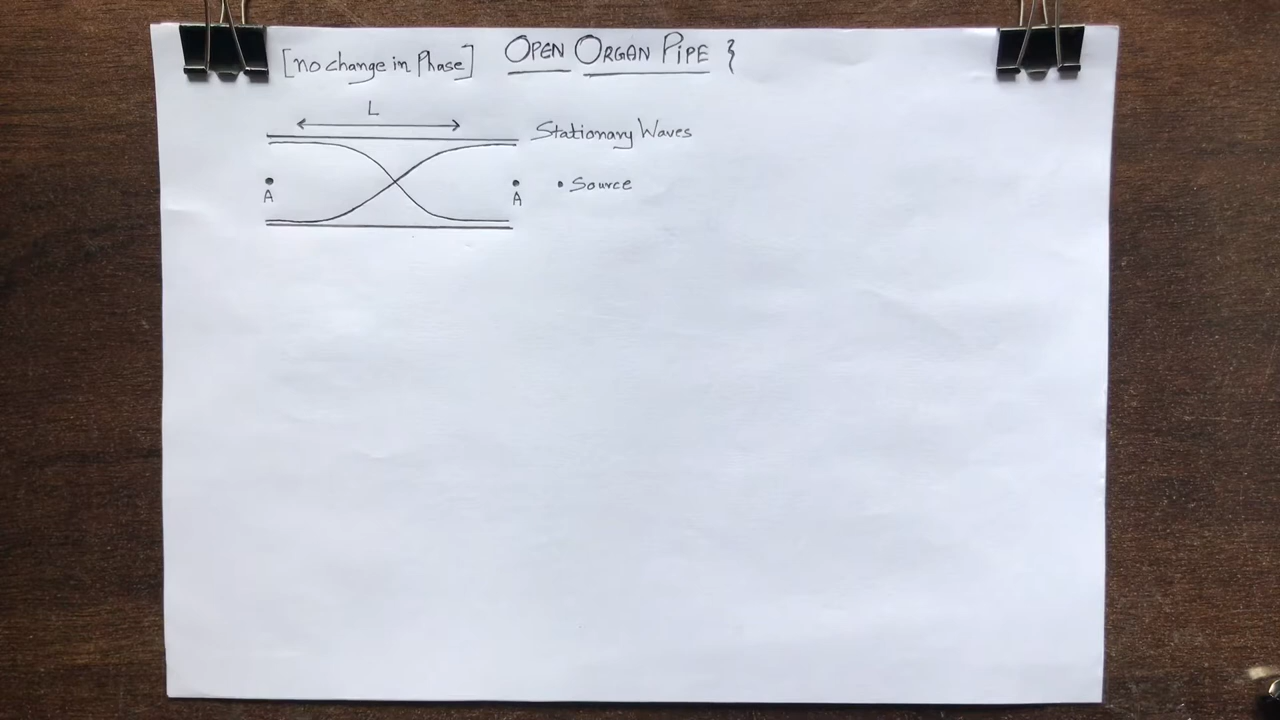 [no change in Phase] OPEN ORGAN PIPE }
L
Stationary Waves
A
A
• Source